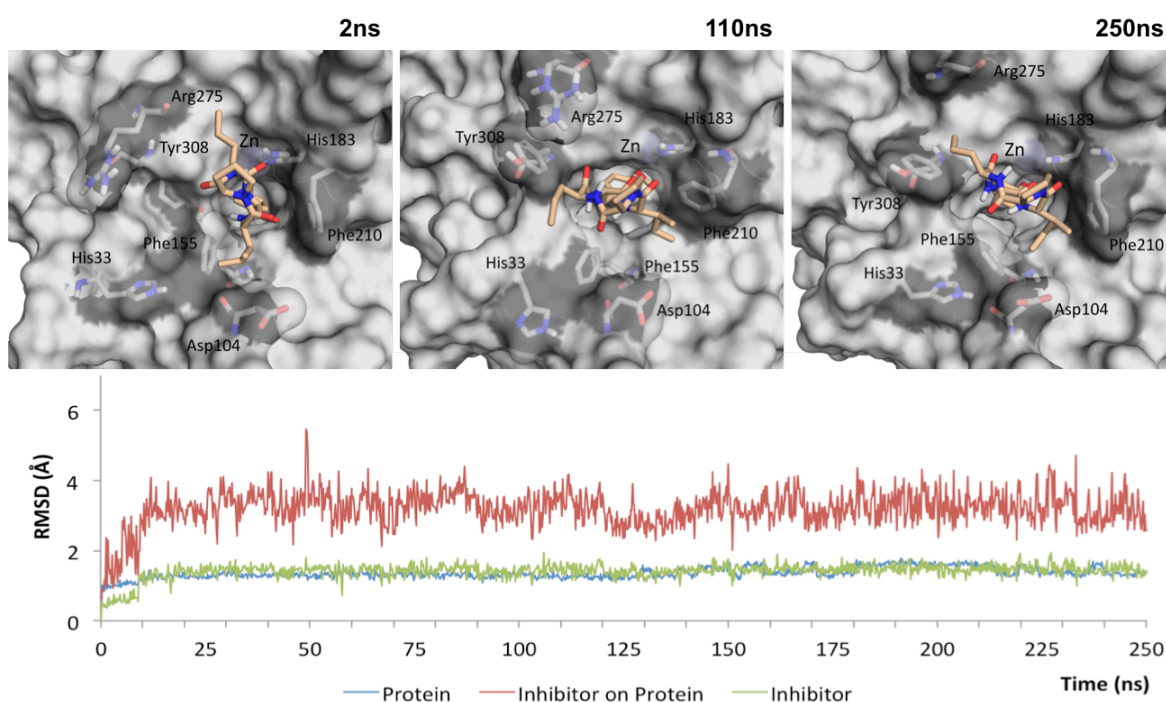 2ns
110ns
250ns
Arg275
Tyr308
Zn
His183
Phe155
Phe210
His33
Asp104
Arg275
Tyr308
Zn
His183
Phe210
His33
Phe155
Asp104
Arg275
His183
Zn
Tyr308
Phe155
Phe210
His33
Asp104
RMSD (Å)
6
4
2
0
0 25 50 75 100 125 150 175 200 225 250
Time (ns)
Protein Inhibitor on Protein Inhibitor